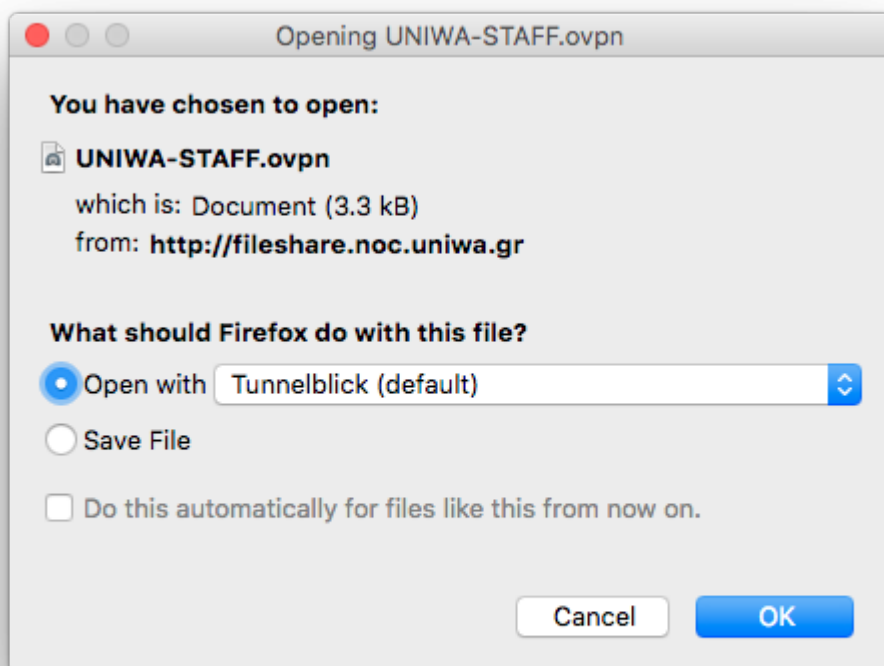 Opening UNIWA-STAFF.ovpn
You have chosen to open:
UNIWA-STAFF.ovpn
which is: Document (3.3 kB)
from: http://fileshare.noc.uniwa.gr
What should Firefox do with this file?
Open with Tunnelblick (default)
Save File
Do this automatically for files like this from now on.
Cancel OK